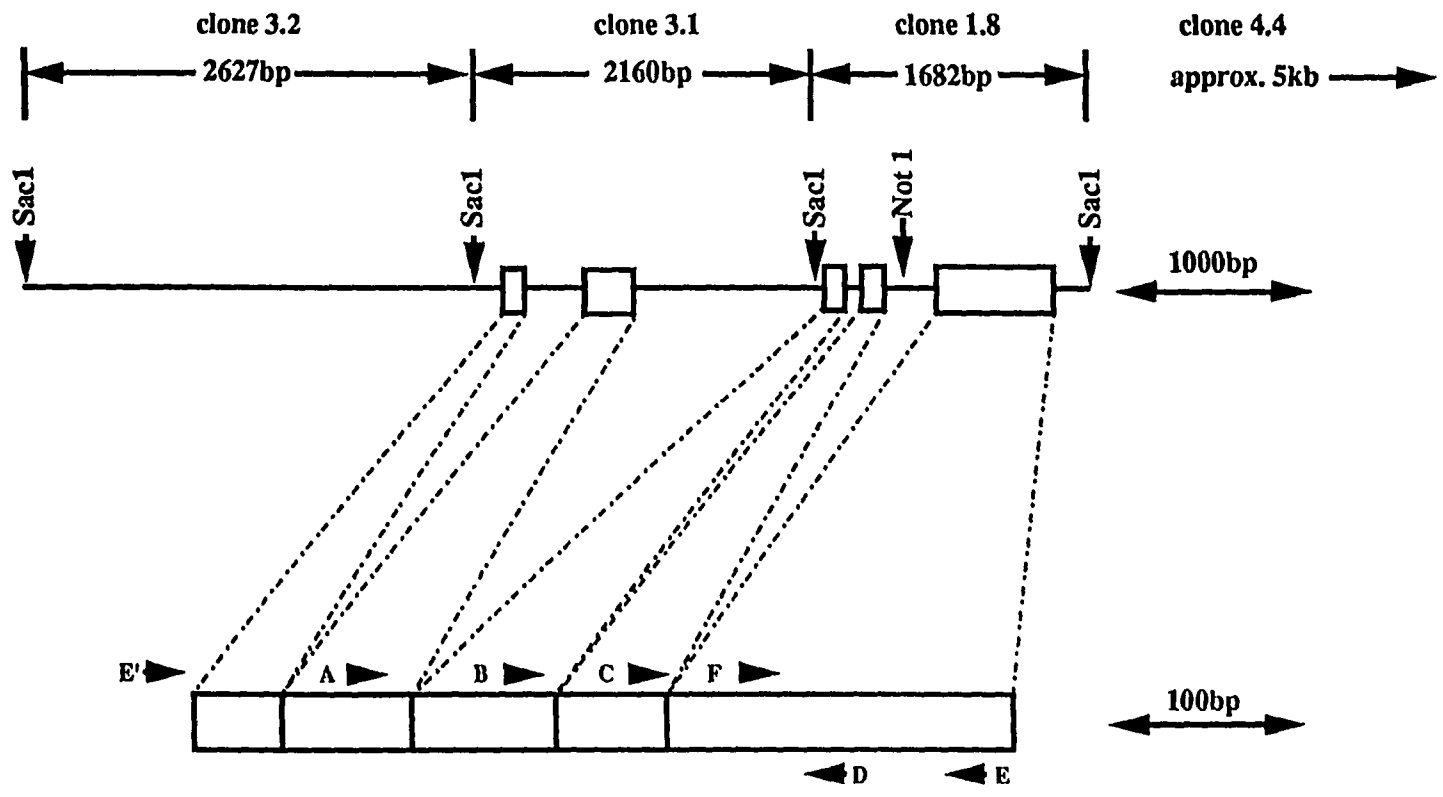 clone 3.2
clone 3.1
clone 1.8
clone 4.4
2627bp
2160bp
1682bp
approx. 5kb
Sac1
Sac1
Sac1
Not 1
Sac1
1000bp
E'
A
B
C
F
100bp
D
E